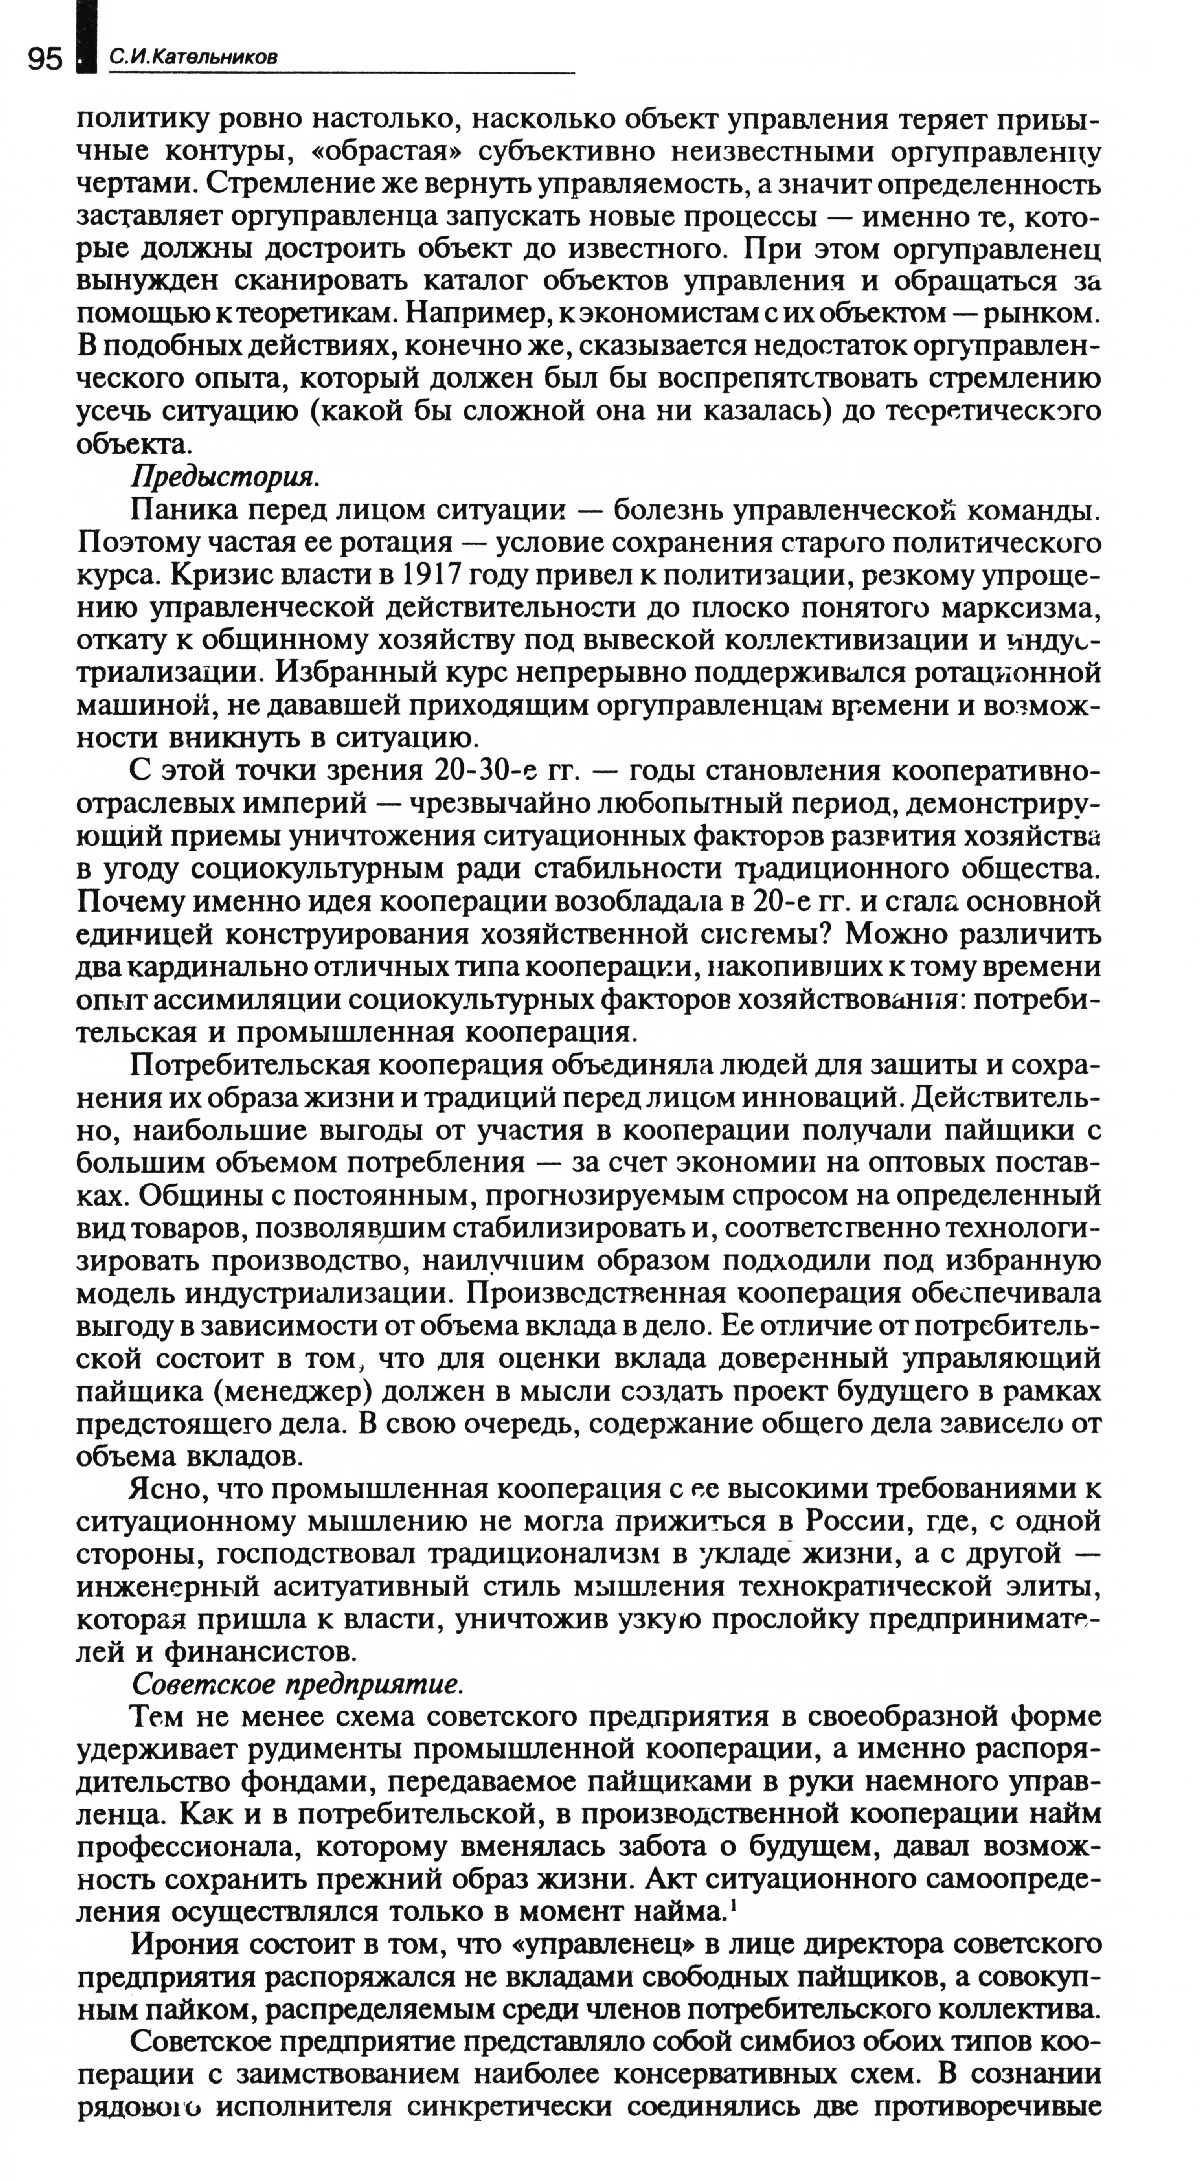 95 С.И.Кательников
политику ровно настолько, насколько объект управления теряет привы-
чные контуры, «обрастая» субъективно неизвестными оргуправленцу
чертами. Стремление же вернуть управляемость, а значит определенность
заставляет оргуправленца запускать новые процессы — именно те, кото-
рые должны достроить объект до известного. При этом оргуправленец
вынужден сканировать каталог объектов управления и обращаться за
помощью к теоретикам. Например, к экономистам с их объектом — рынком.
В подобных действиях, конечно же, сказывается недостаток оргуправлен-
ческого опыта, который должен был бы воспрепятствовать стремлению
усечь ситуацию (какой бы сложной она ни казалась) до теоретического
объекта.
Предыстория.
Паника перед лицом ситуации — болезнь управленческой команды.
Поэтому частая ее ротация — условие сохранения старого политического
курса. Кризис власти в 1917 году привел к политизации, резкому упроще-
нию управленческой действительности до плоско понятого марксизма,
откату к общинному хозяйству под вывеской коллективизации и индус-
триализации. Избранный курс непрерывно поддерживался ротационной
машиной, не дававшей приходящим оргуправленцам времени и возмож-
ности вникнуть в ситуацию.
С этой точки зрения 20-30-е гг. — годы становления кооперативно-
отраслевых империй — чрезвычайно любопытный период, демонстриру-
ющий приемы уничтожения ситуационных факторов развития хозяйства
в угоду социокультурным ради стабильности традиционного общества.
Почему именно идея кооперации возобладала в 20-е гг. и стала основной
единицей конструирования хозяйственной системы? Можно различить
два кардинально отличных типа кооперации, накопивших к тому времени
опыт ассимиляции социокультурных факторов хозяйствования: потреби-
тельская и промышленная кооперация.
Потребительская кооперация объединяла людей для защиты и сохра-
нения их образа жизни и традиций перед лицом инноваций. Действитель-
но, наибольшие выгоды от участия в кооперации получали пайщики с
большим объемом потребления — за счет экономии на оптовых постав-
ках. Общины с постоянным, прогнозируемым спросом на определенный
вид товаров, позволявшим стабилизировать и, соответственно технологи-
зировать производство, наилучшим образом подходили под избранную
модель индустриализации. Производственная кооперация обеспечивала
выгоду в зависимости от объема вклада в дело. Ее отличие от потребитель-
ской состоит в том, что для оценки вклада доверенный управляющий
пайщика (менеджер) должен в мысли создать проект будущего в рамках
предстоящего дела. В свою очередь, содержание общего дела зависело от
объема вкладов.
Ясно, что промышленная кооперация с ее высокими требованиями к
ситуационному мышлению не могла прижиться в России, где, с одной
стороны, господствовал традиционализм в укладе жизни, а с другой —
инженерный аситуативный стиль мышления технократической элиты,
которая пришла к власти, уничтожив узкую прослойку предпринимате-
лей и финансистов.
Советское предприятие.
Тем не менее схема советского предприятия в своеобразной форме
удерживает рудименты промышленной кооперации, а именно распоря-
дительство фондами, передаваемое пайщиками в руки наемного управ-
ленца. Как и в потребительской, в производственной кооперации найм
профессионала, которому вменялась забота о будущем, давал возмож-
ность сохранить прежний образ жизни. Акт ситуационного самоопреде-
ления осуществлялся только в момент найма.¹
Ирония состоит в том, что «управленец» в лице директора советского
предприятия распоряжался не вкладами свободных пайщиков, а совокуп-
ным пайком, распределяемым среди членов потребительского коллектива.
Советское предприятие представляло собой симбиоз обоих типов коо-
перации с заимствованием наиболее консервативных схем. В сознании
рядового исполнителя синкретически соединялись две противоречивые